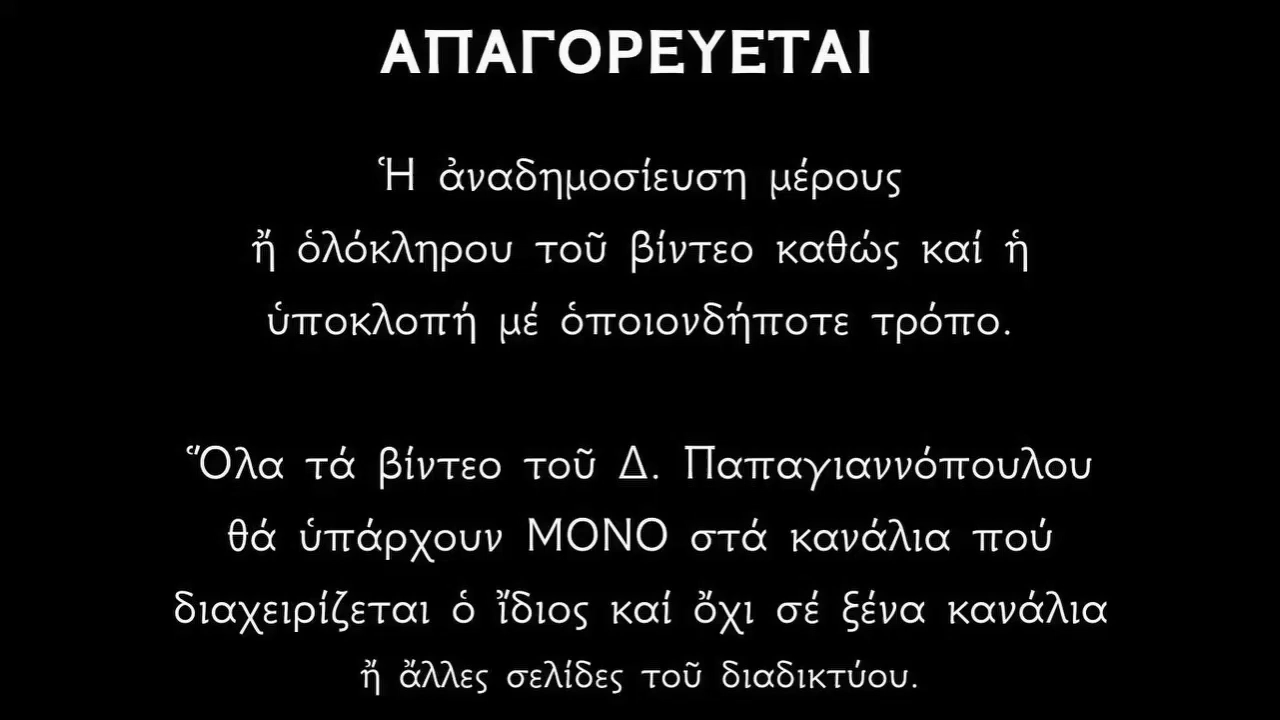 ΑΠΑΓΟΡΕΥΕΤΑΙ
Ἡ ἀναδημοσίευση μέρους
ἤ ὁλόκληρου τοῦ βίντεο καθώς καί ἡ
ὑποκλοπή μέ ὁποιονδήποτε τρόπο.
Ὅλα τά βίντεο τοῦ Δ. Παπαγιαννόπουλου
θά ὑπάρχουν ΜΟΝΟ στά κανάλια πού
διαχειρίζεται ὁ ἴδιος καί ὄχι σέ ξένα κανάλια
ἤ ἄλλες σελίδες τοῦ διαδικτύου.